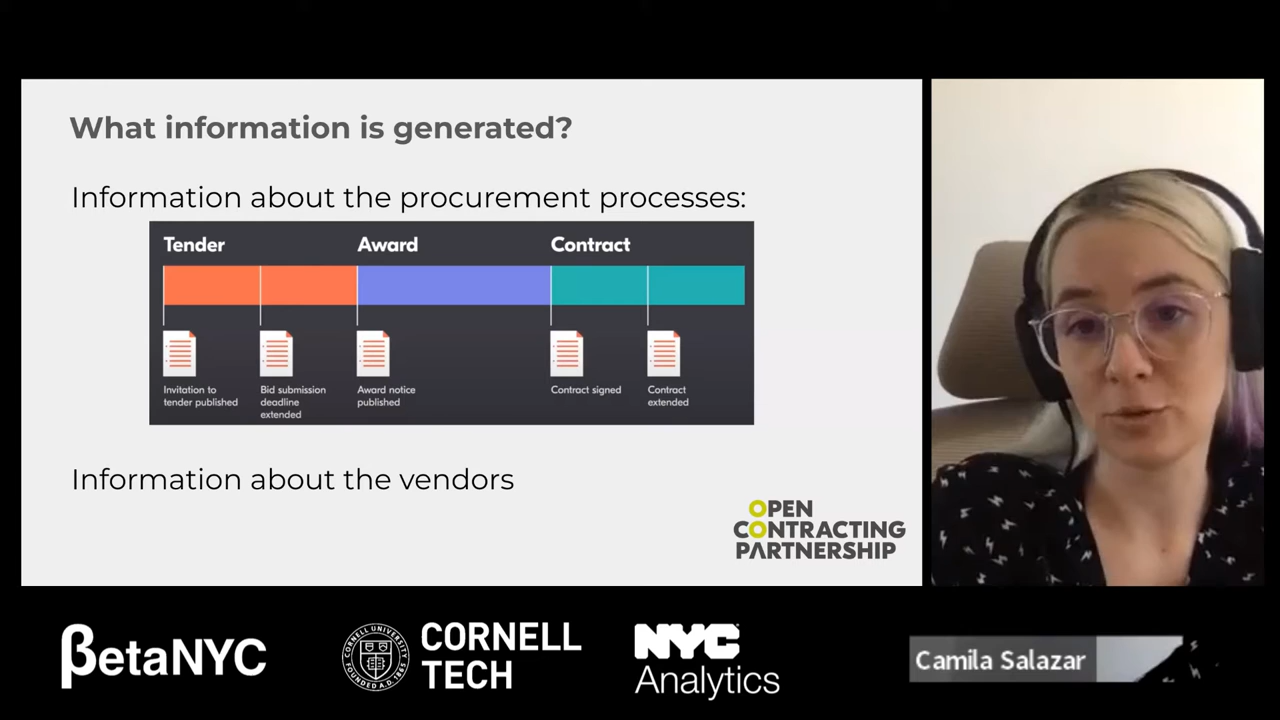 What information is generated?
Information about the procurement processes:
Tender Award Contract
Invitation to
tender published
Bid submission
deadline
extended
Award notice
published
Contract signed
Contract
extended
Information about the vendors
OPEN
CONTRACTING
PARTNERSHIP
βetaNYC
CORNELL
TECH
NYC
Analytics
Camila Salazar